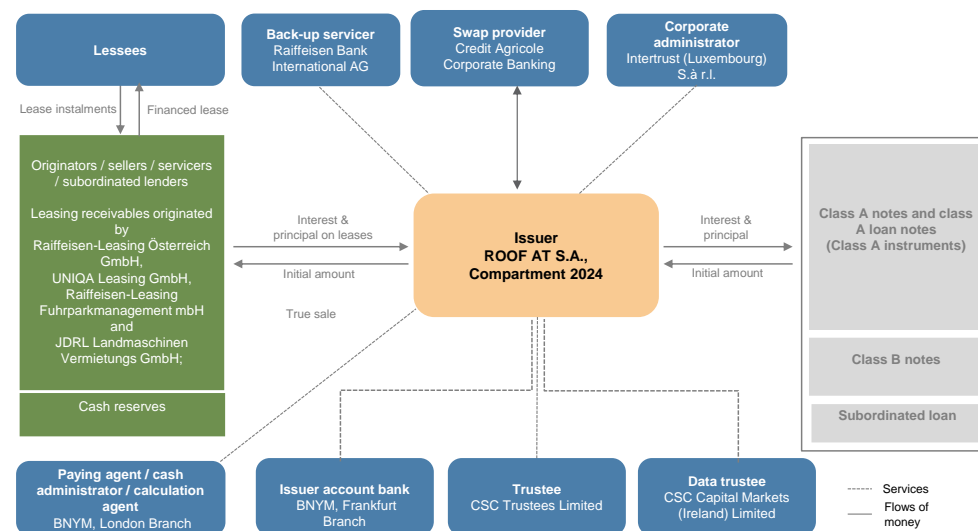 Lessees
Back-up servicer
Raiffeisen Bank
International AG
Swap provider
Credit Agricole
Corporate Banking
Corporate
administrator
Intertrust (Luxembourg)
S.à r.l.
Lease instalments
Financed lease
Originators / sellers / servicers
/ subordinated lenders
Leasing receivables originated
by
Raiffeisen-Leasing Österreich
GmbH,
UNIQA Leasing GmbH,
Raiffeisen-Leasing
Fuhrparkmanagement mbH
and
JDRL Landmaschinen
Vermietungs GmbH;
Cash reserves
Interest &
principal on leases
Initial amount
True sale
Issuer
ROOF AT S.A.,
Compartment 2024
Interest &
principal
Initial amount
Class A notes and class
A loan notes
(Class A instruments)
Class B notes
Subordinated loan
Paying agent / cash
administrator / calculation
agent
BNYM, London Branch
Issuer account bank
BNYM, Frankfurt
Branch
Trustee
CSC Trustees Limited
Data trustee
CSC Capital Markets
(Ireland) Limited
Services
Flows of
money